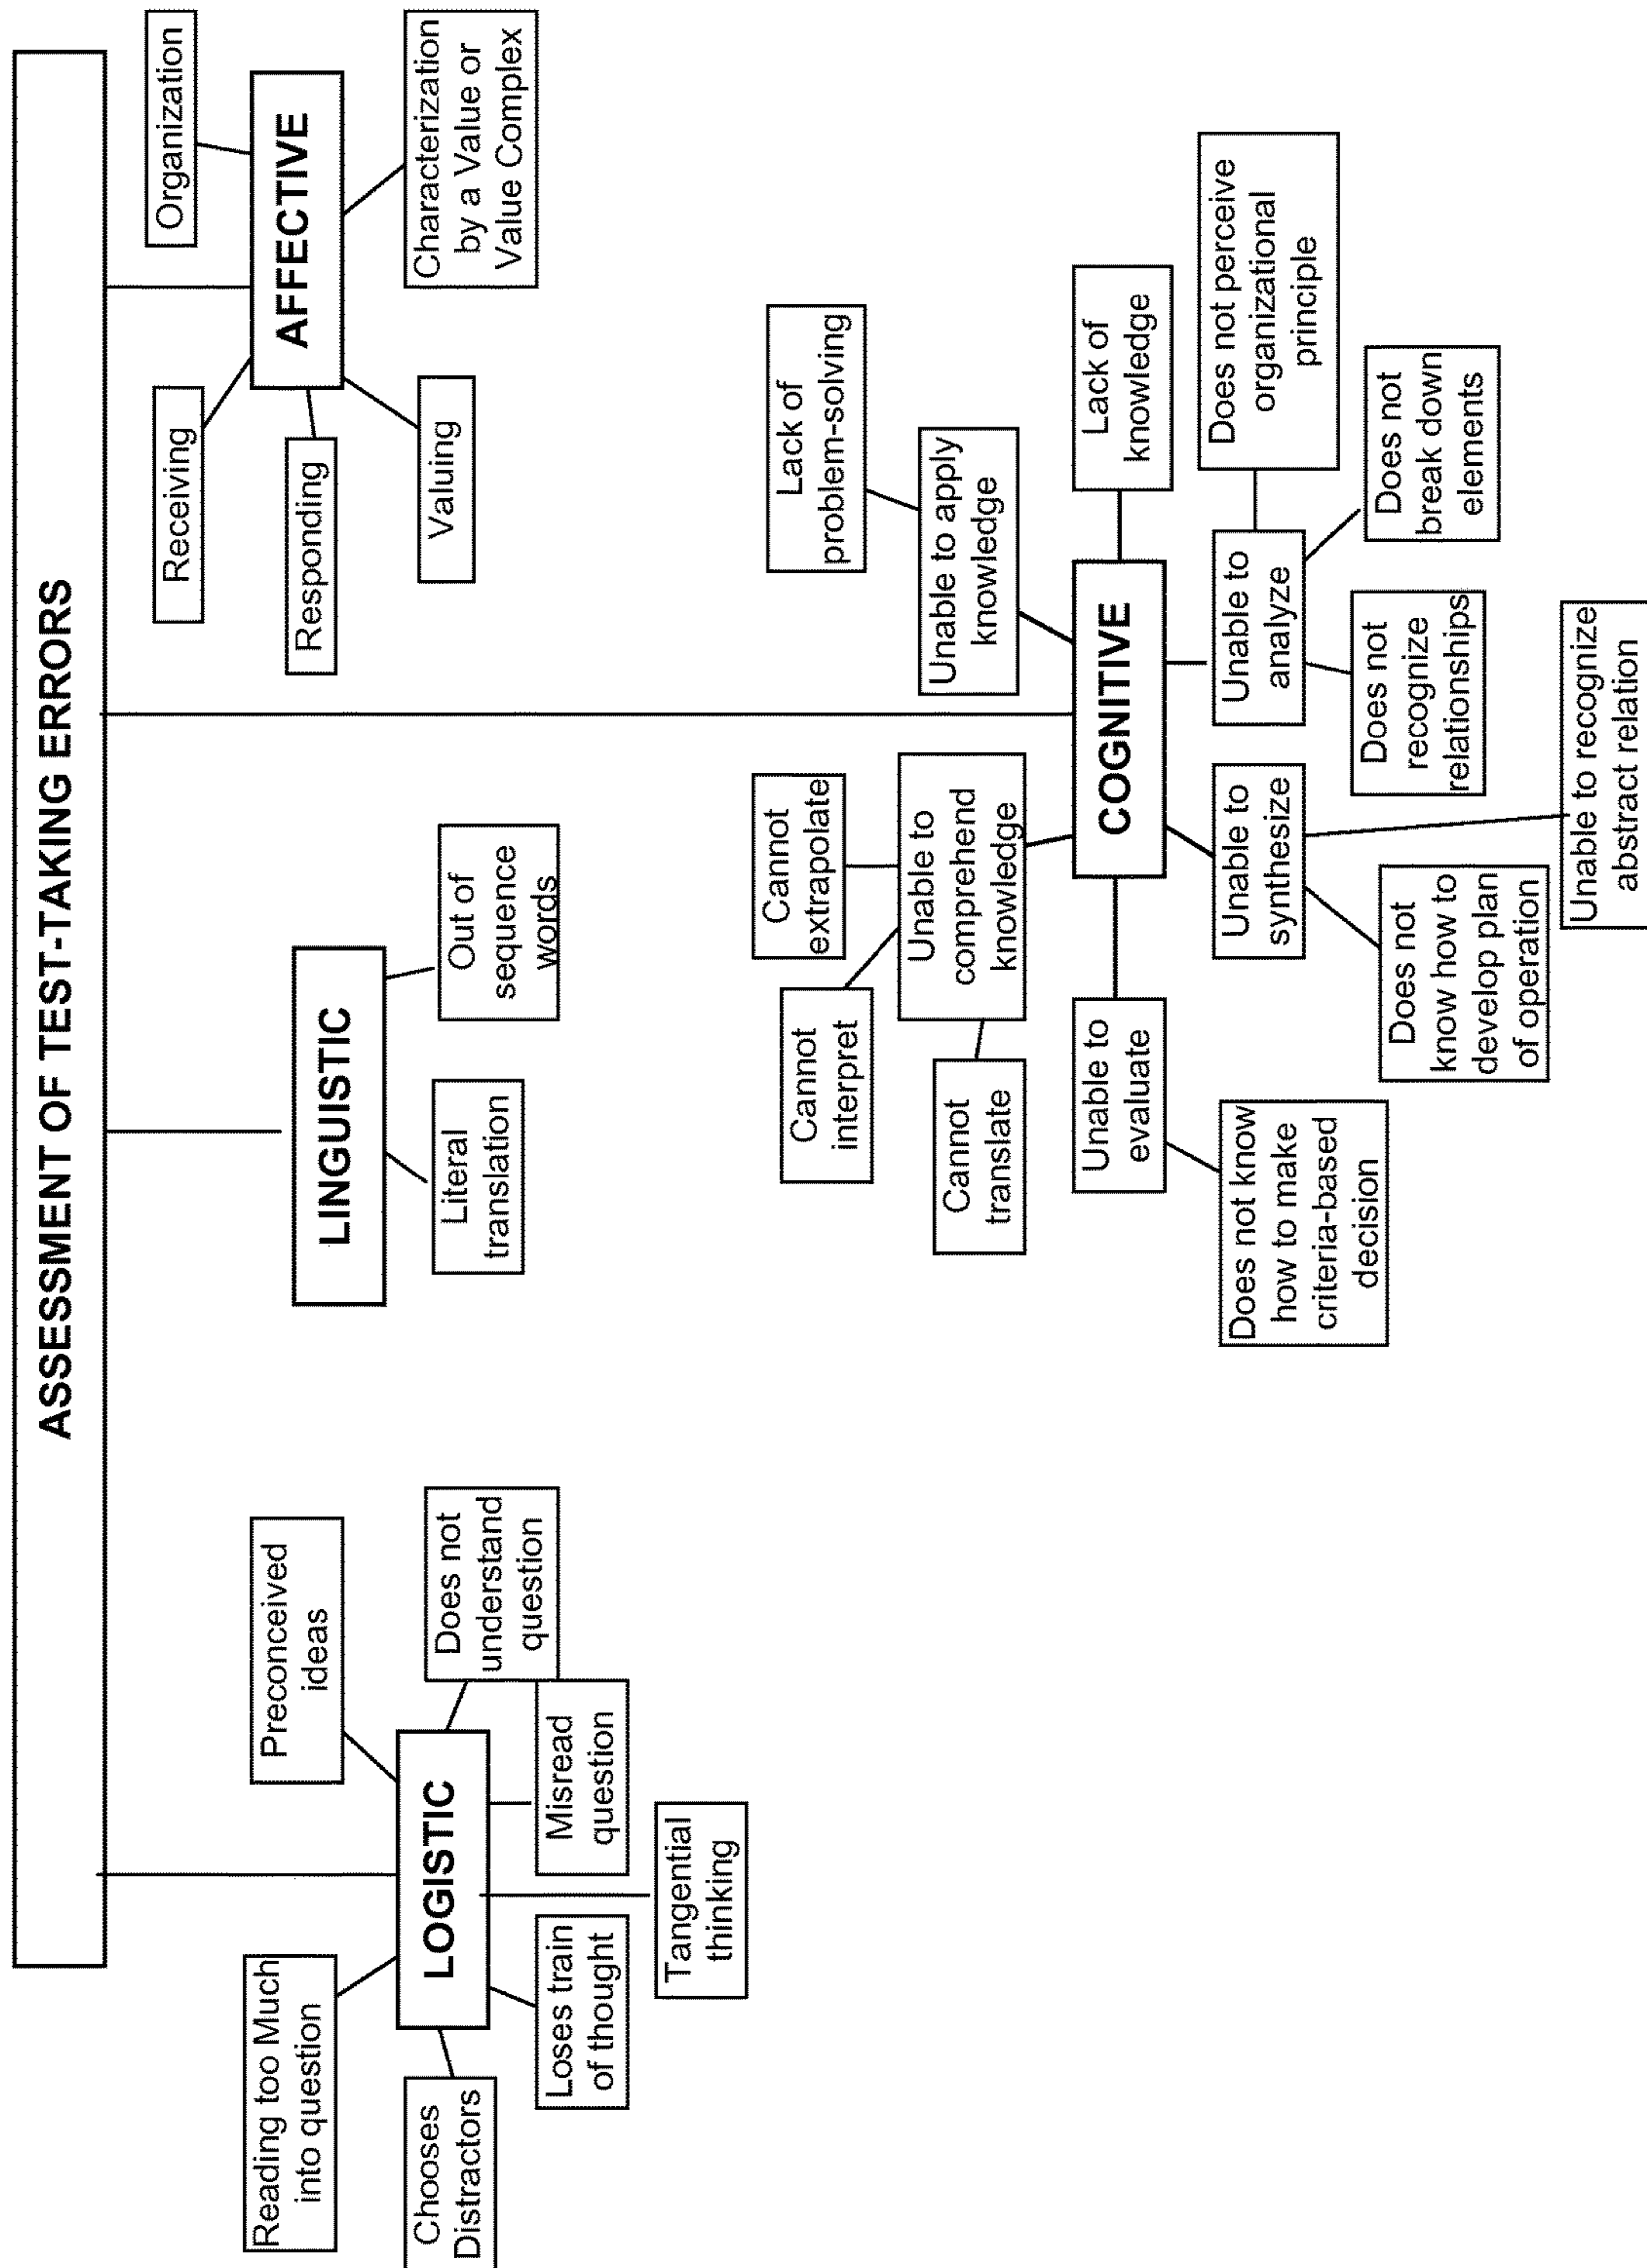 ASSESSMENT OF TEST-TAKING ERRORS
Reading too Much
into question
Preconceived
ideas
LOGISTIC
Chooses
Distractors
Loses train
of thought
Tangential
thinking
Misread
question
Does not
understand
question
LINGUISTIC
Literal
translation
Out of
sequence
words
Receiving
Organization
AFFECTIVE
Responding
Valuing
Characterization
by a Value or
Value Complex
Cannot
interpret
Cannot
extrapolate
Cannot
translate
Unable to
comprehend
knowledge
Lack of
problem-solving
Unable to apply
knowledge
COGNITIVE
Unable to
evaluate
Lack of
knowledge
Does not know
how to make
criteria-based
decision
Unable to
synthesize
Does not
know how to
develop plan
of operation
Unable to recognize
abstract relation
Unable to
analyze
Does not
recognize
relationships
Does not
break down
elements
Does not perceive
organizational
principle